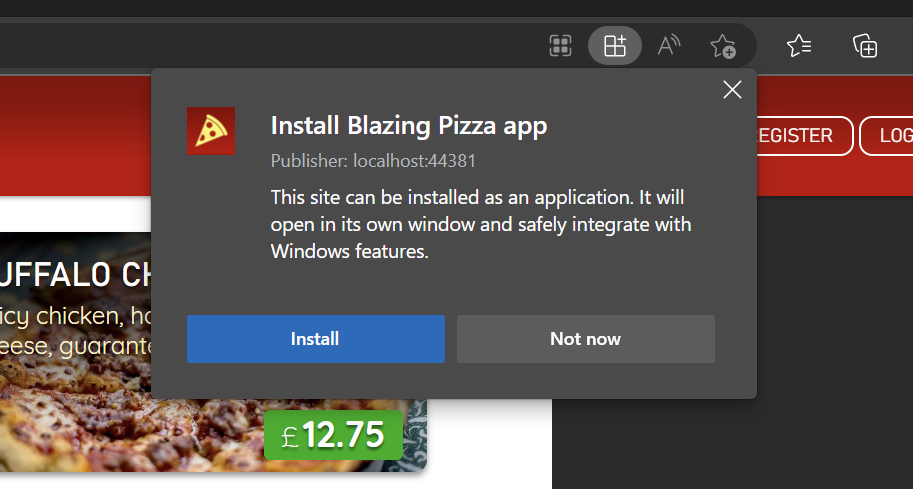 Install Blazing Pizza app
Publisher: localhost:44381
This site can be installed as an application. It will
open in its own window and safely integrate with
Windows features.
Install
Not now
EGISTER
LOG
UFFALO CH
icy chicken, ho
eese, guarante
£12.75